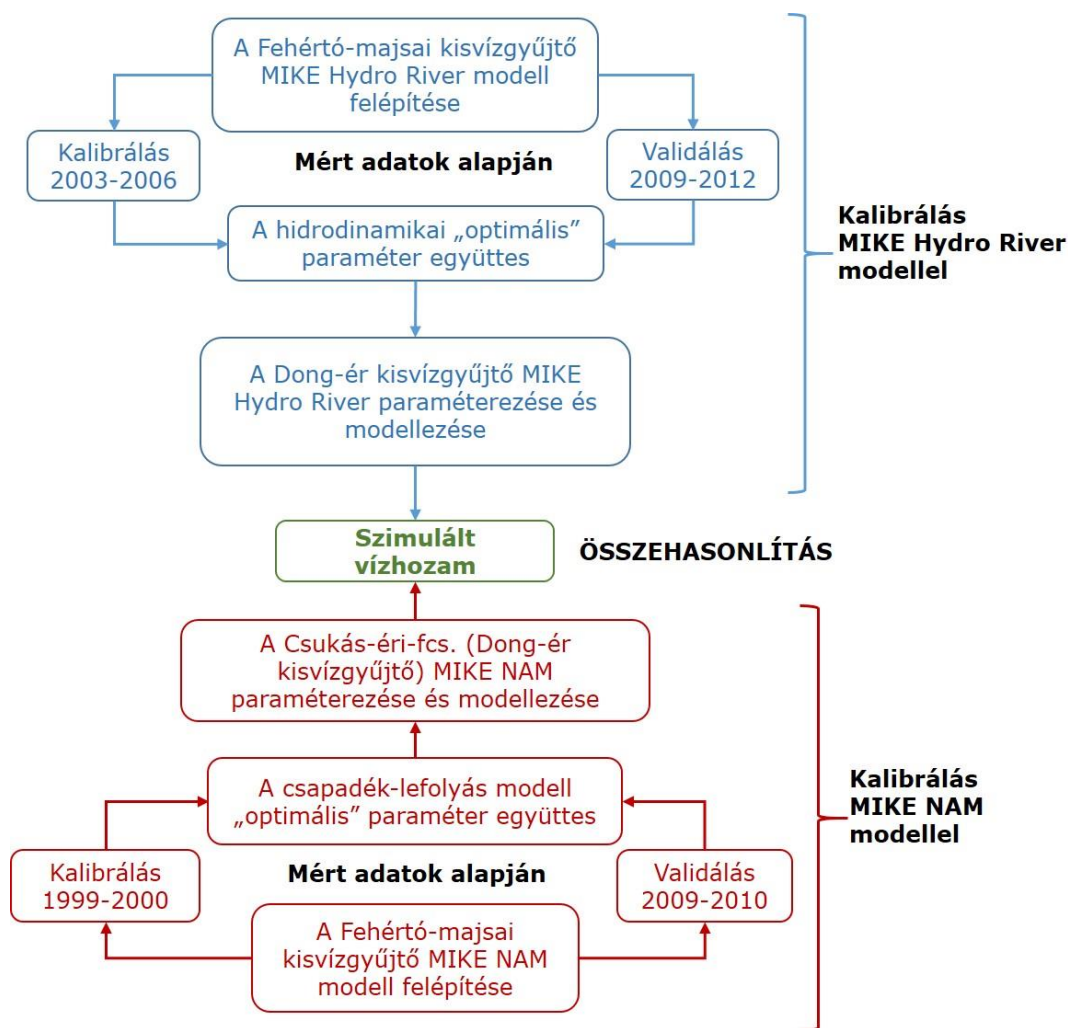 A Fehértó-majsai kisvízgyűjtő
MIKE Hydro River modell
felépítése
Kalibrálás
2003-2006
Mért adatok alapján
Validálás
2009-2012
A hidrodinamikai „optimális”
paraméter együttes
Kalibrálás
MIKE Hydro River
modellel
A Dong-ér kisvízgyűjtő MIKE
Hydro River paraméterezése és
modellezése
Szimulált
vízhozam
ÖSSZEHASONLÍTÁS
A Csukás-éri-fcs. (Dong-ér
kisvízgyűjtő) MIKE NAM
paraméterezése és modellezése
A csapadék-lefolyás modell
„optimális” paraméter együttes
Kalibrálás
MIKE NAM
modellel
Kalibrálás
1999-2000
Mért adatok alapján
Validálás
2009-2010
A Fehértó-majsai
kisvízgyűjtő MIKE NAM
modell felépítése